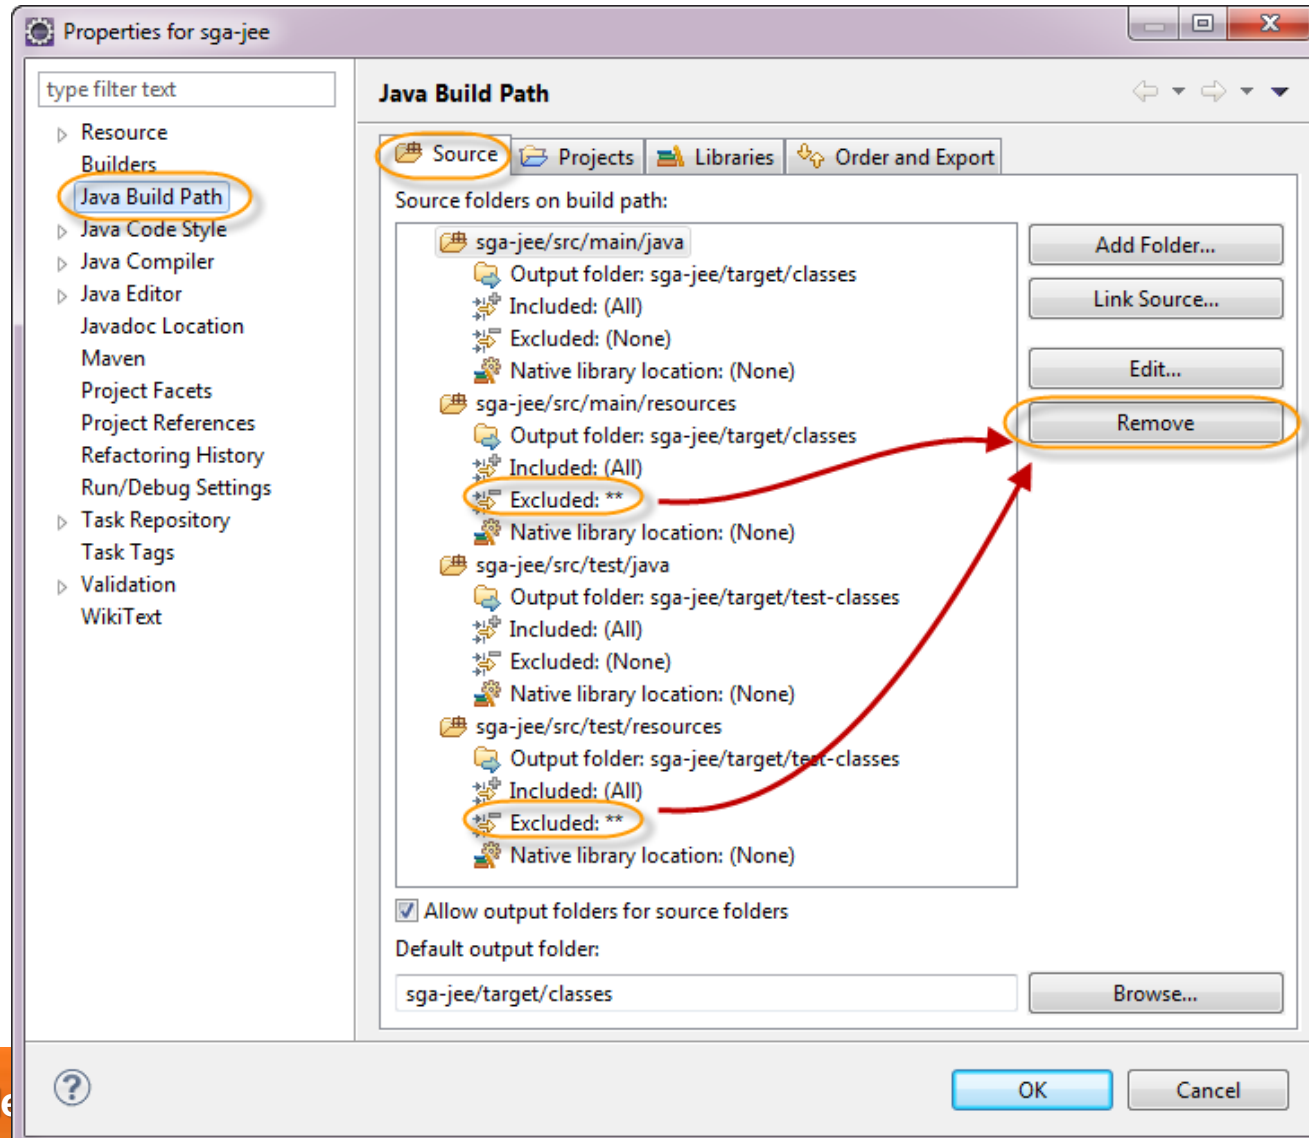 Properties for sga-jee
type filter text
Resource
Builders
Java Build Path
Java Code Style
Java Compiler
Java Editor
Javadoc Location
Maven
Project Facets
Project References
Refactoring History
Run/Debug Settings
Task Repository
Task Tags
Validation
WikiText
Java Build Path
Source Projects Libraries Order and Export
Source folders on build path:
sga-jee/src/main/java
Output folder: sga-jee/target/classes
Included: (All)
Excluded: (None)
Native library location: (None)
sga-jee/src/main/resources
Output folder: sga-jee/target/classes
Included: (All)
Excluded: **
Native library location: (None)
sga-jee/src/test/java
Output folder: sga-jee/target/test-classes
Included: (All)
Excluded: (None)
Native library location: (None)
sga-jee/src/test/resources
Output folder: sga-jee/target/test-classes
Included: (All)
Excluded: **
Native library location: (None)
Add Folder...
Link Source...
Edit...
Remove
Allow output folders for source folders
Default output folder:
sga-jee/target/classes
Browse...
OK
Cancel